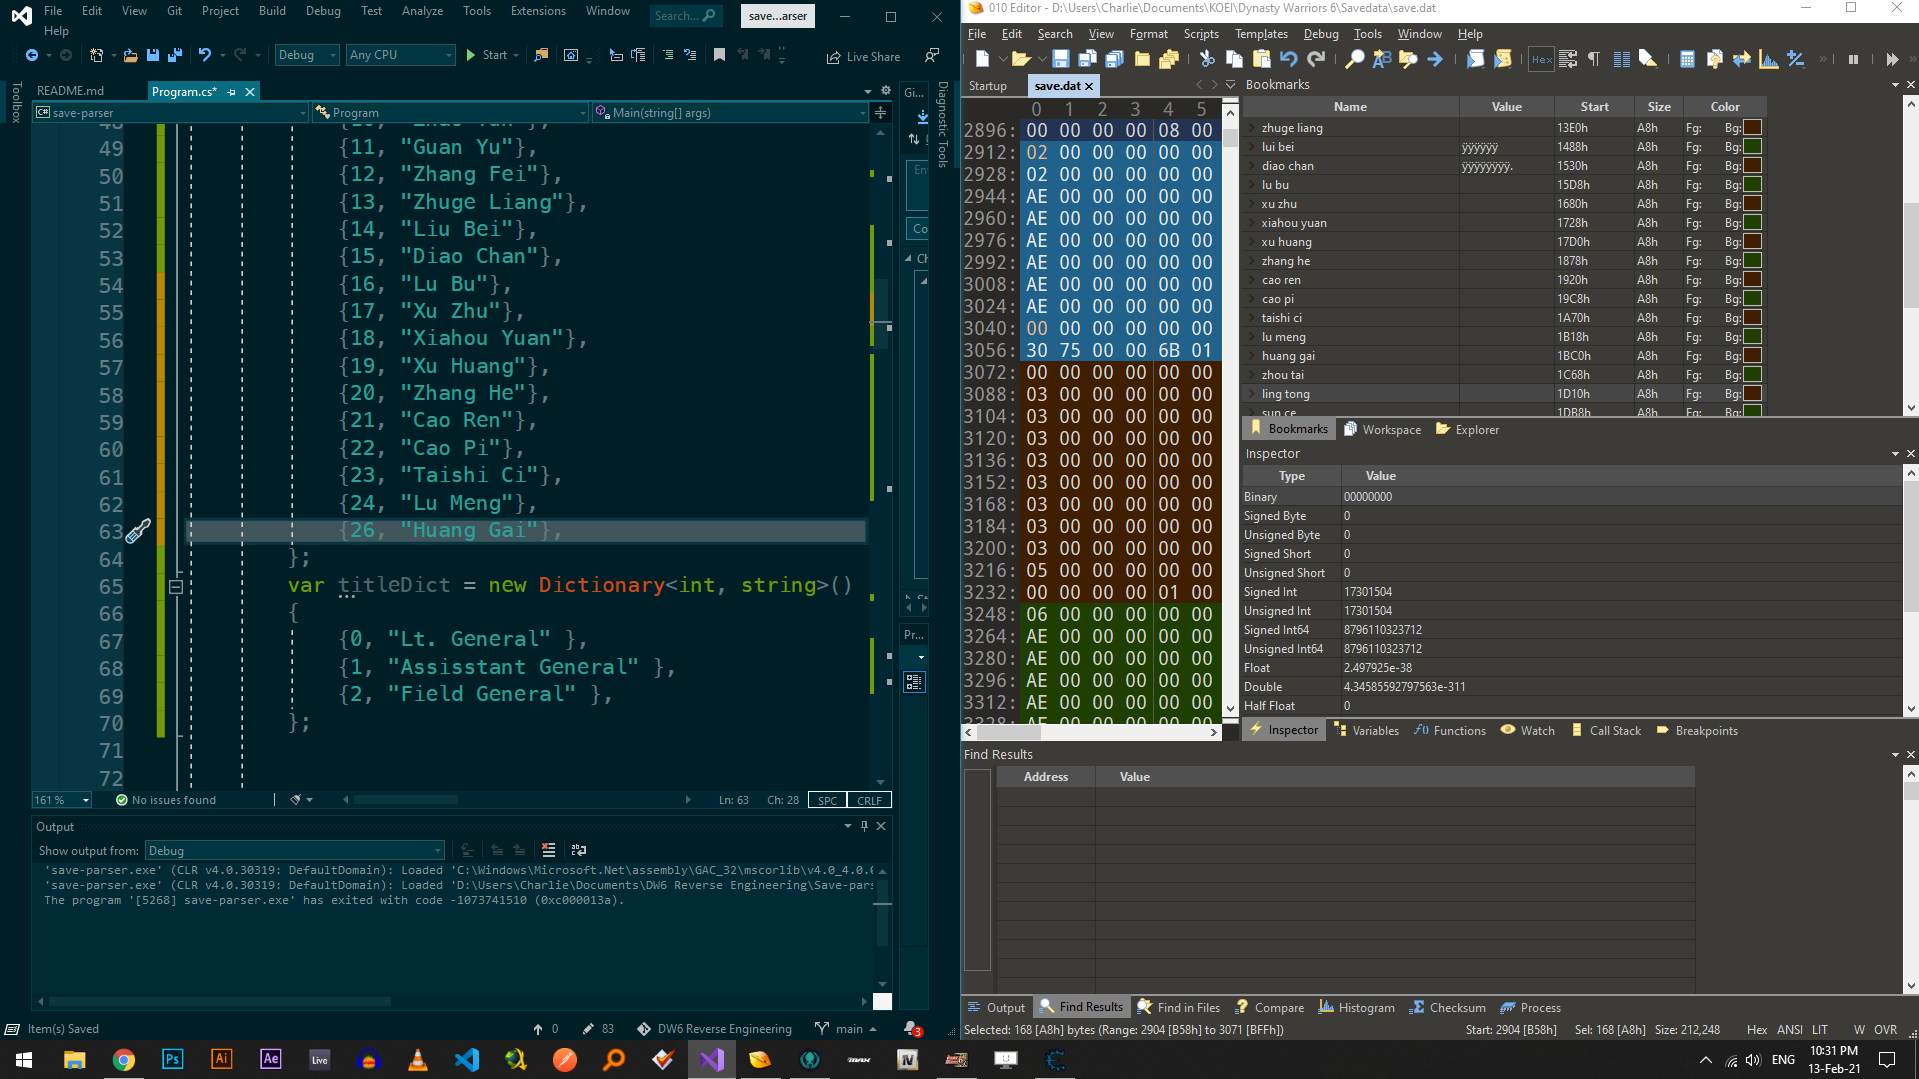 File Edit View Git Project Build Debug Test Analyze Tools Extensions Window Search... save...arser
Help
Debug Any CPU Start Live Share
Toolbox
README.md Program.cs*
save-parser Program Main(string[] args)
49 {11, "Guan Yu"},
50 {12, "Zhang Fei"},
51 {13, "Zhuge Liang"},
52 {14, "Liu Bei"},
53 {15, "Diao Chan"},
54 {16, "Lu Bu"},
55 {17, "Xu Zhu"},
56 {18, "Xiahou Yuan"},
57 {19, "Xu Huang"},
58 {20, "Zhang He"},
59 {21, "Cao Ren"},
60 {22, "Cao Pi"},
61 {23, "Taishi Ci"},
62 {24, "Lu Meng"},
63 {26, "Huang Gai"},
64 };
65 var titleDict = new Dictionary<int, string>()
66 {
67 {0, "Lt. General" },
68 {1, "Assisstant General" },
69 {2, "Field General" },
70 };
71
72
161 % No issues found Ln: 63 Ch: 28 SPC CRLF
Output
Show output from: Debug
'save-parser.exe' (CLR v4.0.30319: DefaultDomain): Loaded 'C:\Windows\Microsoft.Net\assembly\GAC_32\mscorlib\v4.0_4.0.
'save-parser.exe' (CLR v4.0.30319: DefaultDomain): Loaded 'D:\Users\Charlie\Documents\DW6 Reverse Engineering\Save-par
The program '[5268] save-parser.exe' has exited with code -1073741510 (0xc000013a).
Item(s) Saved 0 83 DW6 Reverse Engineering main 3
Gi...
Co
Pr...
Diagnostic Tools
010 Editor - D:\Users\Charlie\Documents\KOEI\Dynasty Warriors 6\Savedata\save.dat
File Edit Search View Format Scripts Templates Debug Tools Window Help
Hex
Startup save.dat
0 1 2 3 4 5
2896: 00 00 00 00 08 00
2912: 02 00 00 00 00 00
2928: 02 00 00 00 00 00
2944: AE 00 00 00 00 00
2960: AE 00 00 00 00 00
2976: AE 00 00 00 00 00
2992: AE 00 00 00 00 00
3008: AE 00 00 00 00 00
3024: AE 00 00 00 00 00
3040: 00 00 00 00 00 00
3056: 30 75 00 00 6B 01
3072: 00 00 00 00 00 00
3088: 03 00 00 00 00 00
3104: 03 00 00 00 00 00
3120: 03 00 00 00 00 00
3136: 03 00 00 00 00 00
3152: 03 00 00 00 00 00
3168: 03 00 00 00 00 00
3184: 03 00 00 00 00 00
3200: 03 00 00 00 00 00
3216: 05 00 00 00 00 00
3232: 00 00 00 00 01 00
3248: 06 00 00 00 00 00
3264: AE 00 00 00 00 00
3280: AE 00 00 00 00 00
3296: AE 00 00 00 00 00
3312: AE 00 00 00 00 00
3328: AE 00 00 00 00 00
Bookmarks
Name Value Start Size Color
zhuge liang 13E0h A8h Fg: Bg:
lui bei ÿÿÿÿÿÿ 1488h A8h Fg: Bg:
diao chan ÿÿÿÿÿÿÿÿ. 1530h A8h Fg: Bg:
lu bu 15D8h A8h Fg: Bg:
xu zhu 1680h A8h Fg: Bg:
xiahou yuan 1728h A8h Fg: Bg:
xu huang 17D0h A8h Fg: Bg:
zhang he 1878h A8h Fg: Bg:
cao ren 1920h A8h Fg: Bg:
cao pi 19C8h A8h Fg: Bg:
taishi ci 1A70h A8h Fg: Bg:
lu meng 1B18h A8h Fg: Bg:
huang gai 1BC0h A8h Fg: Bg:
zhou tai 1C68h A8h Fg: Bg:
ling tong 1D10h A8h Fg: Bg:
sun ce 1DB8h A8h Fg: Bg:
Bookmarks Workspace Explorer
Inspector
Type Value
Binary 00000000
Signed Byte 0
Unsigned Byte 0
Signed Short 0
Unsigned Short 0
Signed Int 17301504
Unsigned Int 17301504
Signed Int64 8796110323712
Unsigned Int64 8796110323712
Float 2.497925e-38
Double 4.34585592797563e-311
Half Float 0
Inspector Variables Functions Watch Call Stack Breakpoints
Find Results
Address Value
Output Find Results Find in Files Compare Histogram Checksum Process
Selected: 168 [A8h] bytes (Range: 2904 [B58h] to 3071 [BFFh]) Start: 2904 [B58h] Sel: 168 [A8h] Size: 212,248 Hex ANSI LIT W OVR
Ps Ai Ae Live IV ENG 10:31 PM
13-Feb-21